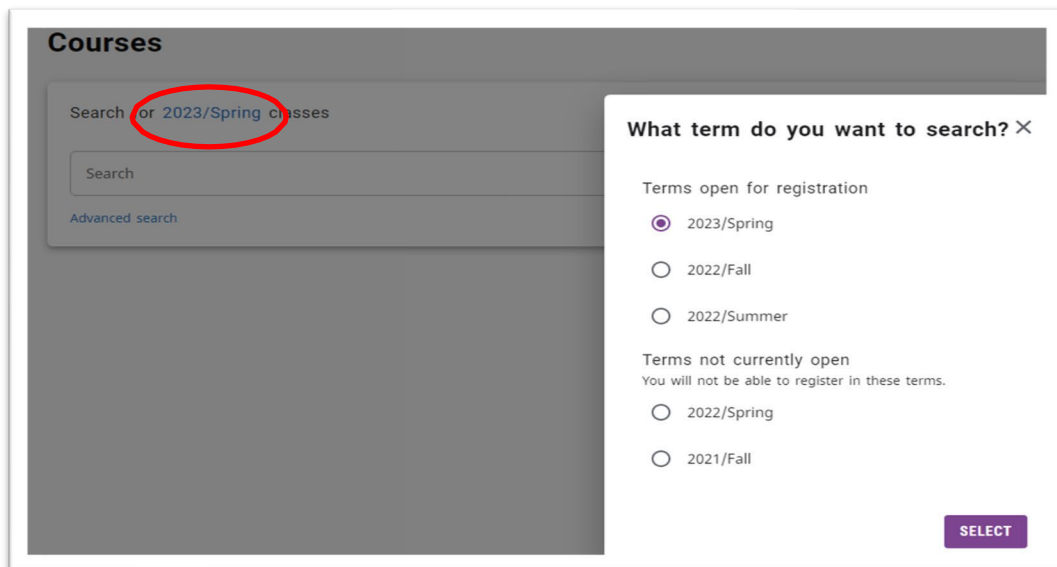 Courses
Search for 2023/Spring classes
Search
Advanced search
What term do you want to search?
Terms open for registration
2023/Spring
2022/Fall
2022/Summer
Terms not currently open
You will not be able to register in these terms.
2022/Spring
2021/Fall
SELECT